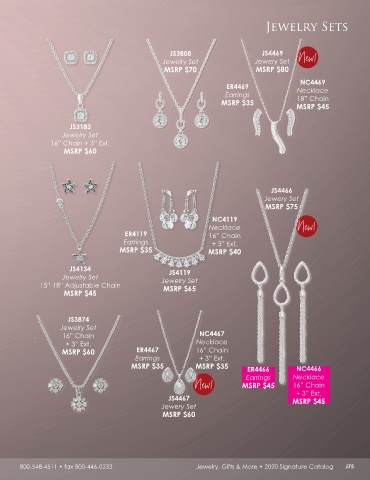 Jewelry Sets
JS3183
Jewelry Set
16" Chain + 3" Ext.
MSRP $60
JS3808
Jewelry Set
MSRP $70
JS4469
Jewelry Set
MSRP $80
New!
ER4469
Earrings
MSRP $35
NC4469
Necklace
18" Chain
MSRP $45
JS4134
Jewelry Set
15"-18" Adjustable Chain
MSRP $45
ER4119
Earrings
MSRP $35
NC4119
Necklace
16" Chain
+ 3" Ext.
MSRP $40
JS4119
Jewelry Set
MSRP $65
JS4466
Jewelry Set
MSRP $75
New!
JS3874
Jewelry Set
16" Chain
+ 3" Ext.
MSRP $60
ER4467
Earrings
MSRP $35
NC4467
Necklace
16" Chain
+ 3" Ext.
MSRP $35
New!
JS4467
Jewelry Set
MSRP $60
ER4466
Earrings
MSRP $45
NC4466
Necklace
16" Chain
+ 3" Ext.
MSRP $45
800-548-4511 • fax 800-446-0233
Jewelry, Gifts & More • 2020 Signature Catalog J75